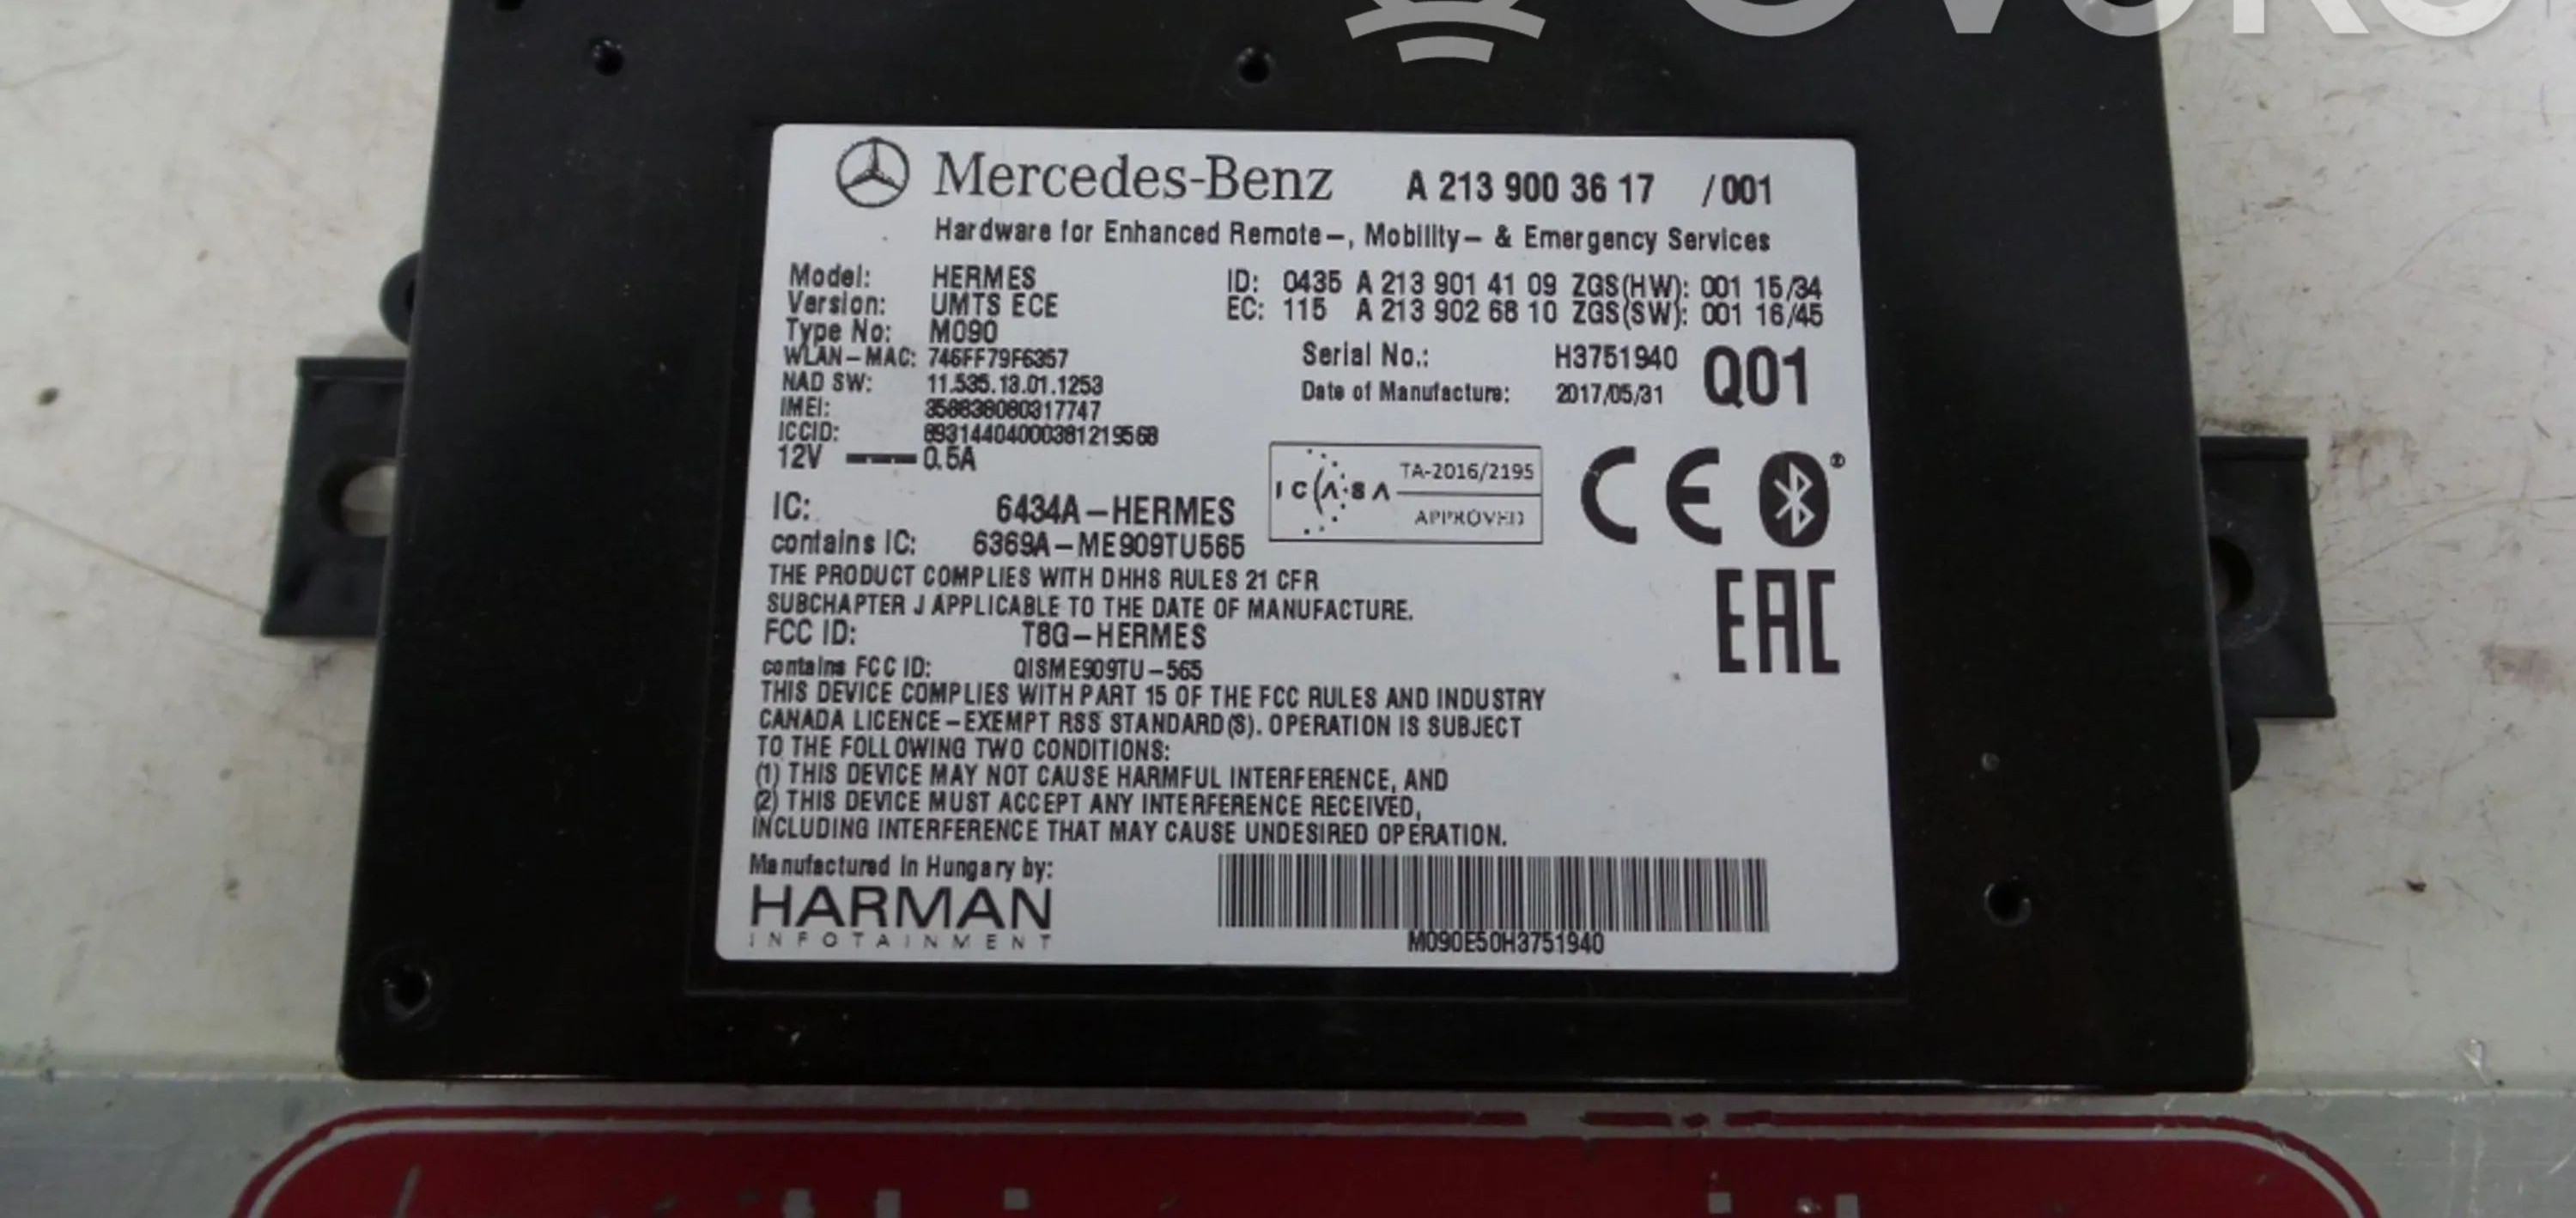 Mercedes-Benz A 213 900 36 17 /001
Hardware for Enhanced Remote-, Mobility- & Emergency Services
Model: HERMES ID: 0435 A 213 901 41 09 ZGS(HW): 001 15/34
Version: UMTS ECE EC: 115 A 213 902 68 10 ZGS(SW): 001 16/45
Type No: M090
WLAN-MAC: 746FF79F6357 Serial No.: H3751940 Q01
NAD SW: 11.535.13.01.1253 Date of Manufacture: 2017/05/31
IMEI: 358838080317747
ICCID: 89314404000381219568
12V 0.5A
ICASA TA-2016/2195
APPROVED
CE
IC: 6434A-HERMES
contains IC: 6369A-ME909TU565
THE PRODUCT COMPLIES WITH DHHS RULES 21 CFR
SUBCHAPTER J APPLICABLE TO THE DATE OF MANUFACTURE.
EAC
FCC ID: T8G-HERMES
contains FCC ID: QISME909TU-565
THIS DEVICE COMPLIES WITH PART 15 OF THE FCC RULES AND INDUSTRY
CANADA LICENCE-EXEMPT RSS STANDARD(S). OPERATION IS SUBJECT
TO THE FOLLOWING TWO CONDITIONS:
(1) THIS DEVICE MAY NOT CAUSE HARMFUL INTERFERENCE, AND
(2) THIS DEVICE MUST ACCEPT ANY INTERFERENCE RECEIVED,
INCLUDING INTERFERENCE THAT MAY CAUSE UNDESIRED OPERATION.
Manufactured in Hungary by:
HARMAN
INFOTAINMENT
M090E50H3751940